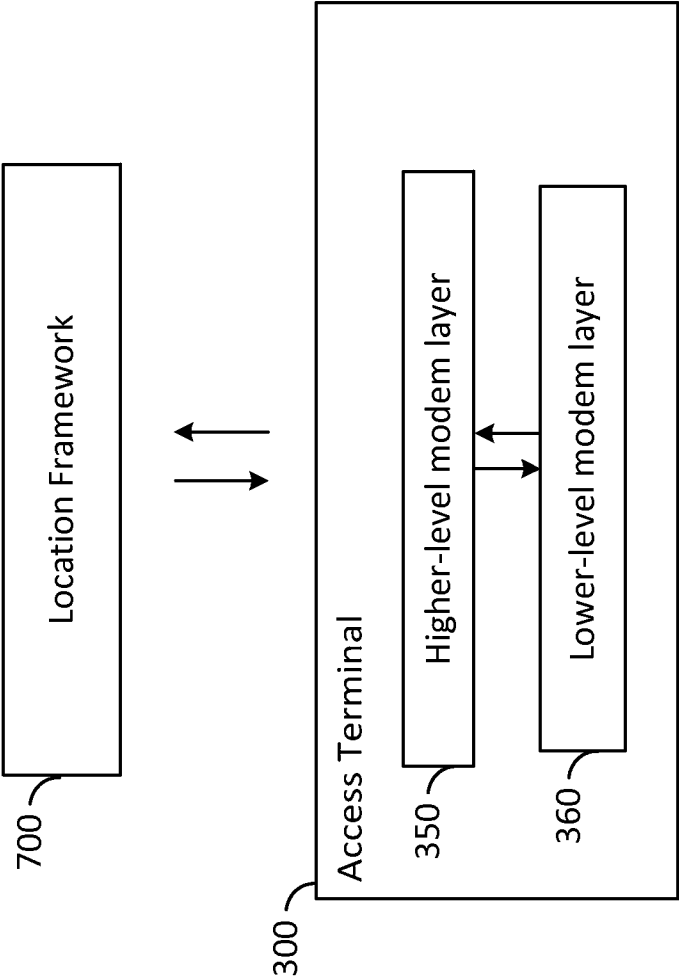 Location Framework
700
Access Terminal
300
Higher-level modem layer
350
Lower-level modem layer
360